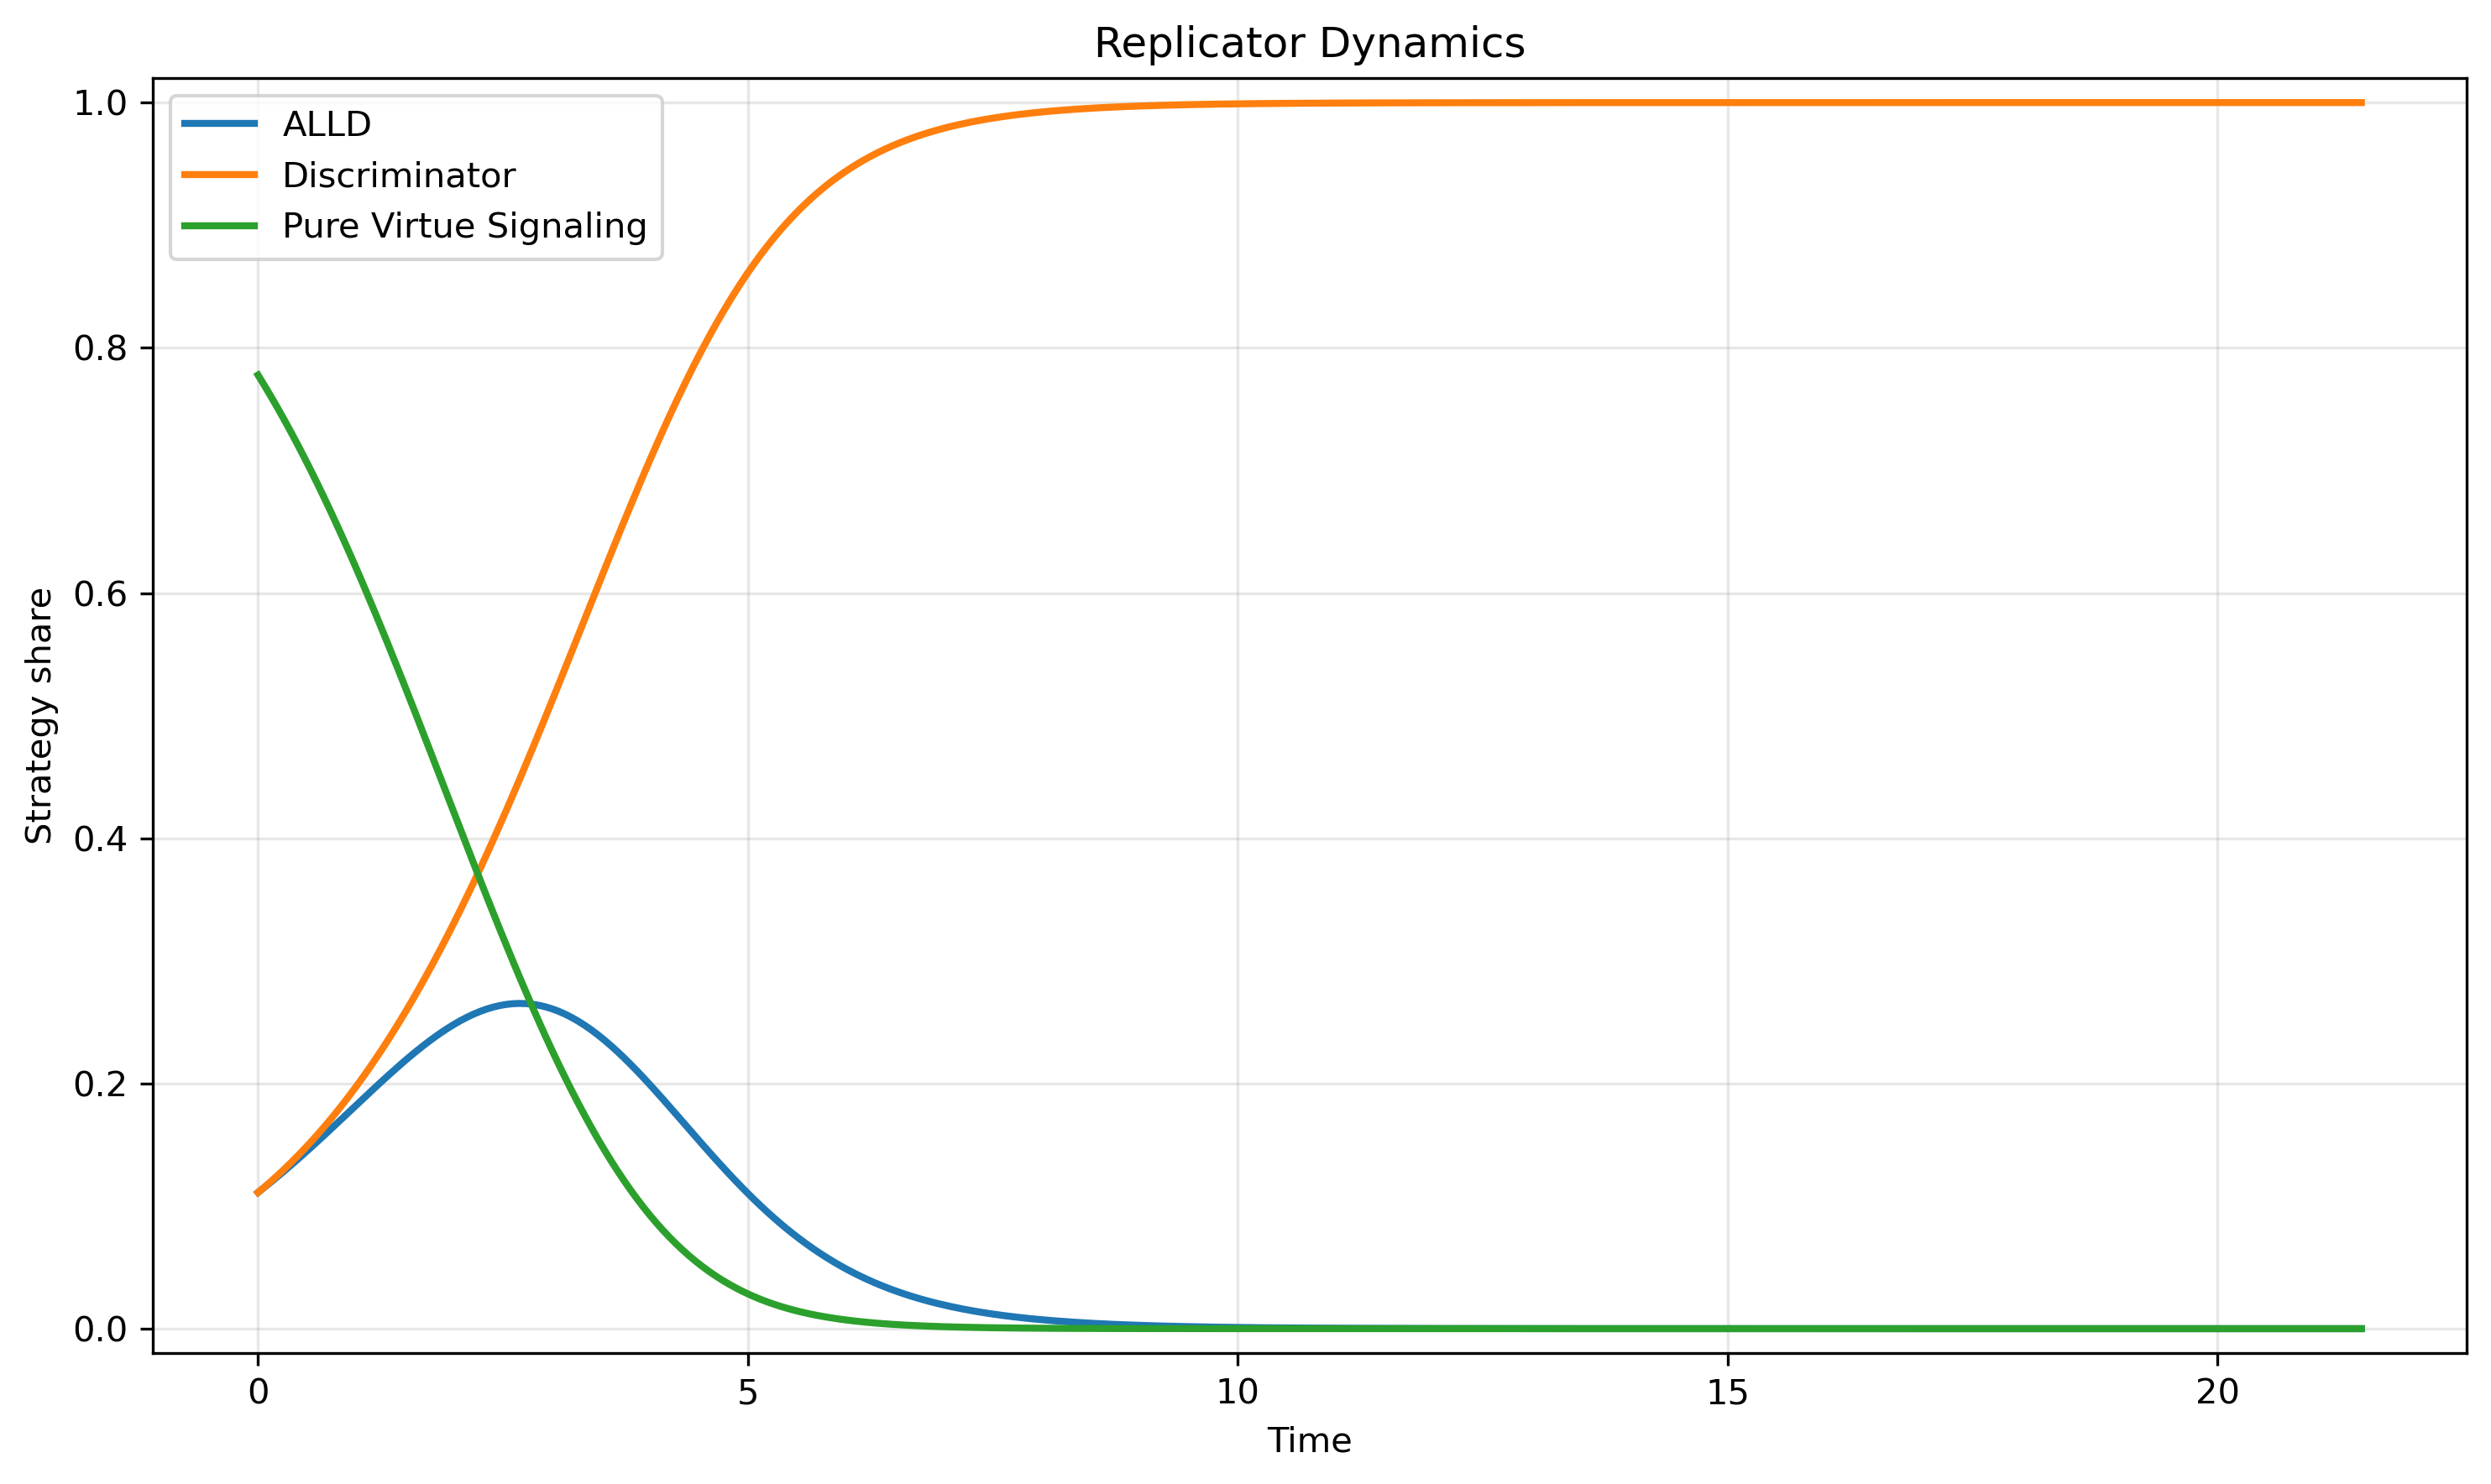 Replicator Dynamics
ALLD
Discriminator
Pure Virtue Signaling
1.0
0.8
0.6
0.4
0.2
0.0
Strategy share
0 5 10 15 20
Time